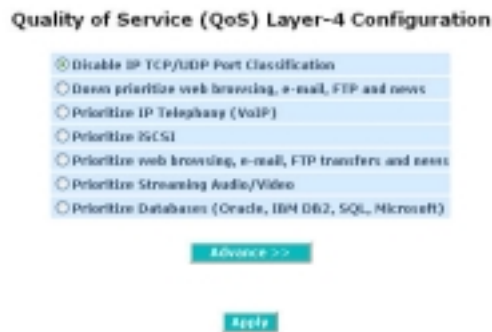 Quality of Service (QoS) Layer-4 Configuration
Disable IP TCP/UDP Port Classification
Down prioritize web browsing, e-mail, FTP and news
Prioritize IP Telephony (VoIP)
Prioritize iSCSI
Prioritize web browsing, e-mail, FTP transfers and news
Prioritize Streaming Audio/Video
Prioritize Databases (Oracle, IBM DB2, SQL, Microsoft)
Advance >>
Apply